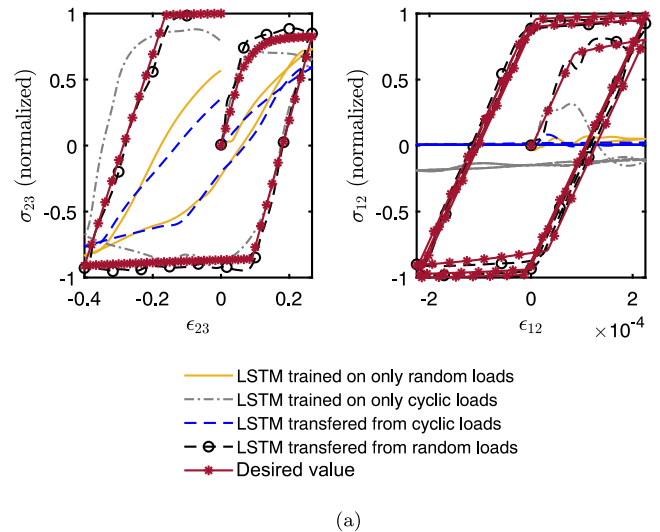 1
0.5
0
-0.5
-1
-0.4
-0.2
0
0.2
σ23 (normalized)
ϵ23
1
0.5
0
-0.5
-1
-2
-1
0
1
2
×10-4
σ12 (normalized)
ϵ12
LSTM trained on only random loads
LSTM trained on only cyclic loads
LSTM transfered from cyclic loads
LSTM transfered from random loads
Desired value
(a)